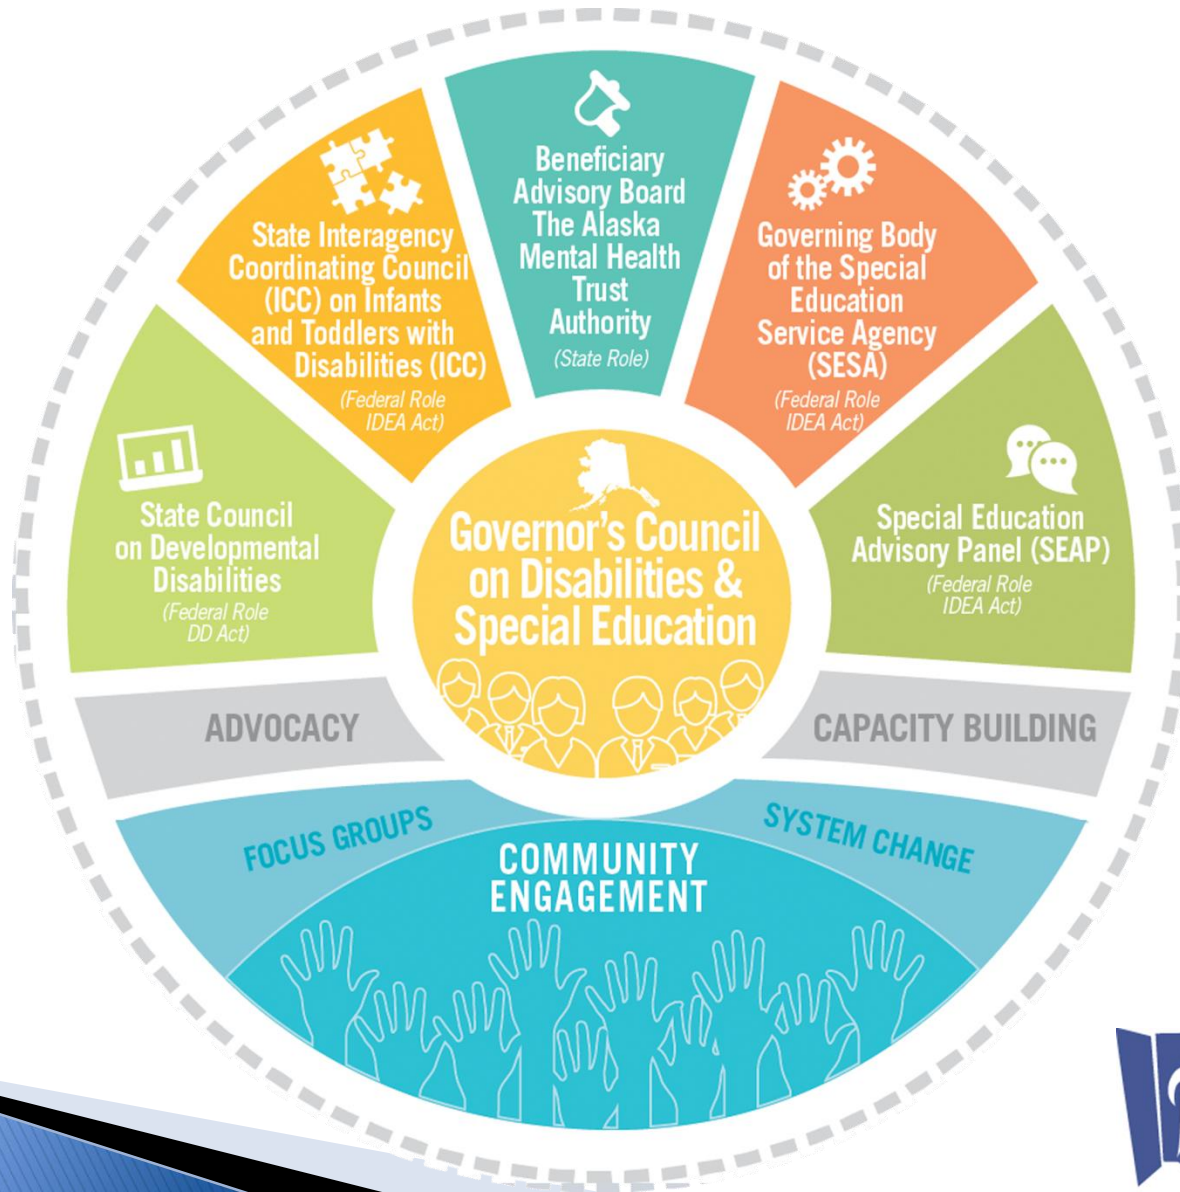 Beneficiary
Advisory Board
The Alaska
Mental Health
Trust
Authority
(State Role)
State Interagency
Coordinating Council
(ICC) on Infants
and Toddlers with
Disabilities (ICC)
(Federal Role
IDEA Act)
Governing Body
of the Special
Education
Service Agency
(SESA)
(Federal Role
IDEA Act)
State Council
on Developmental
Disabilities
(Federal Role
DD Act)
Governor's Council
on Disabilities &
Special Education
Special Education
Advisory Panel (SEAP)
(Federal Role
IDEA Act)
ADVOCACY
CAPACITY BUILDING
FOCUS GROUPS
SYSTEM CHANGE
COMMUNITY
ENGAGEMENT